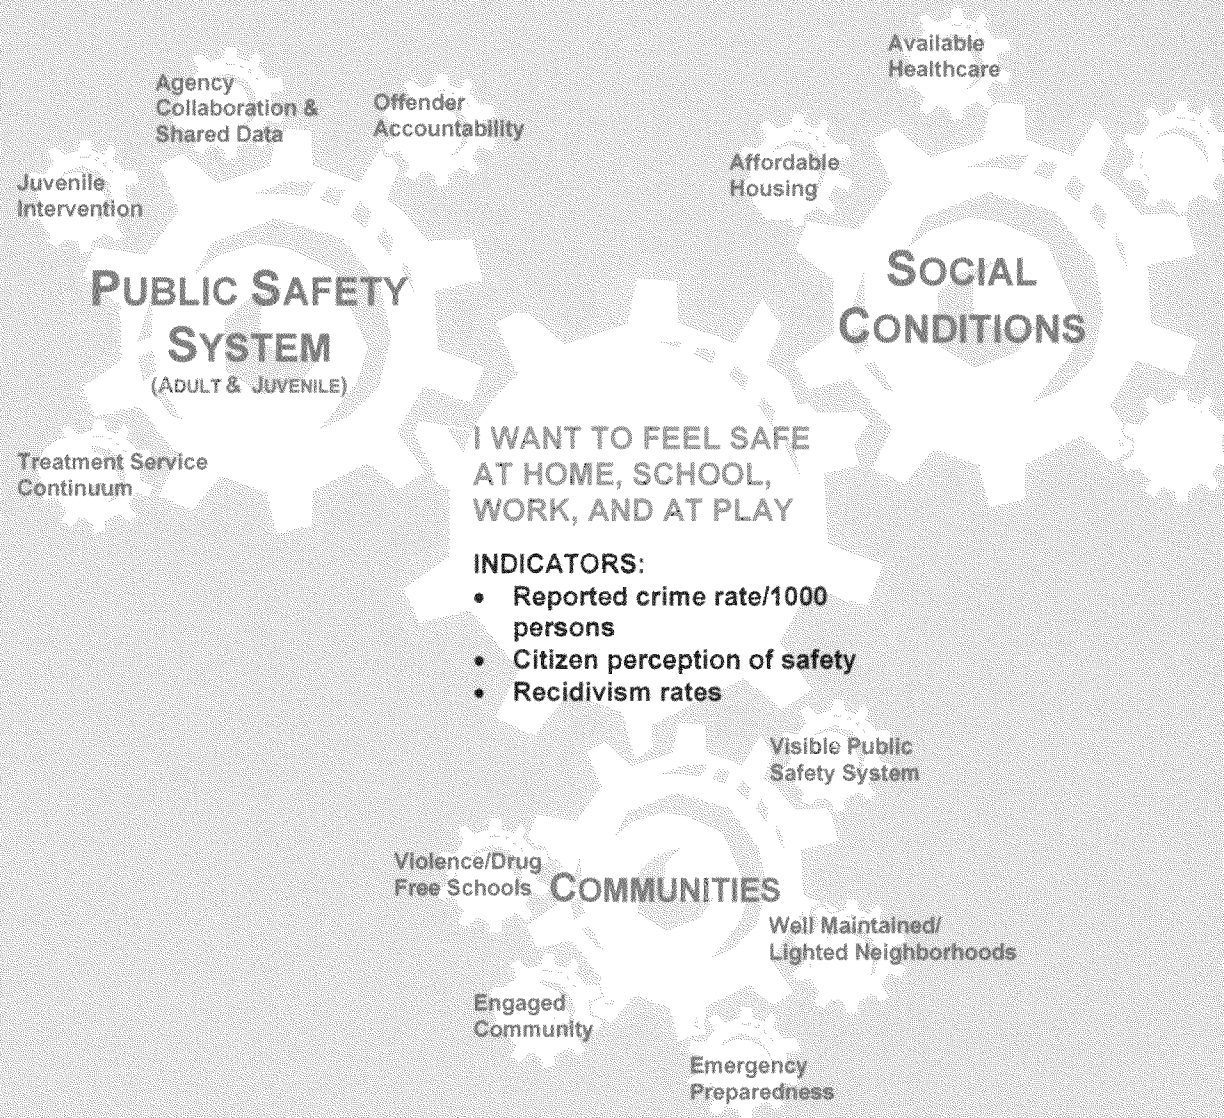 Agency
Collaboration &
Shared Data
Offender
Accountability
Juvenile
Intervention
PUBLIC SAFETY
SYSTEM
(ADULT & JUVENILE)
Treatment Service
Continuum
Available
Healthcare
Affordable
Housing
SOCIAL
CONDITIONS
I WANT TO FEEL SAFE
AT HOME, SCHOOL,
WORK, AND AT PLAY
INDICATORS:
• Reported crime rate/1000
persons
• Citizen perception of safety
• Recidivism rates
Visible Public
Safety System
Violence/Drug
Free Schools
COMMUNITIES
Well Maintained/
Lighted Neighborhoods
Engaged
Community
Emergency
Preparedness